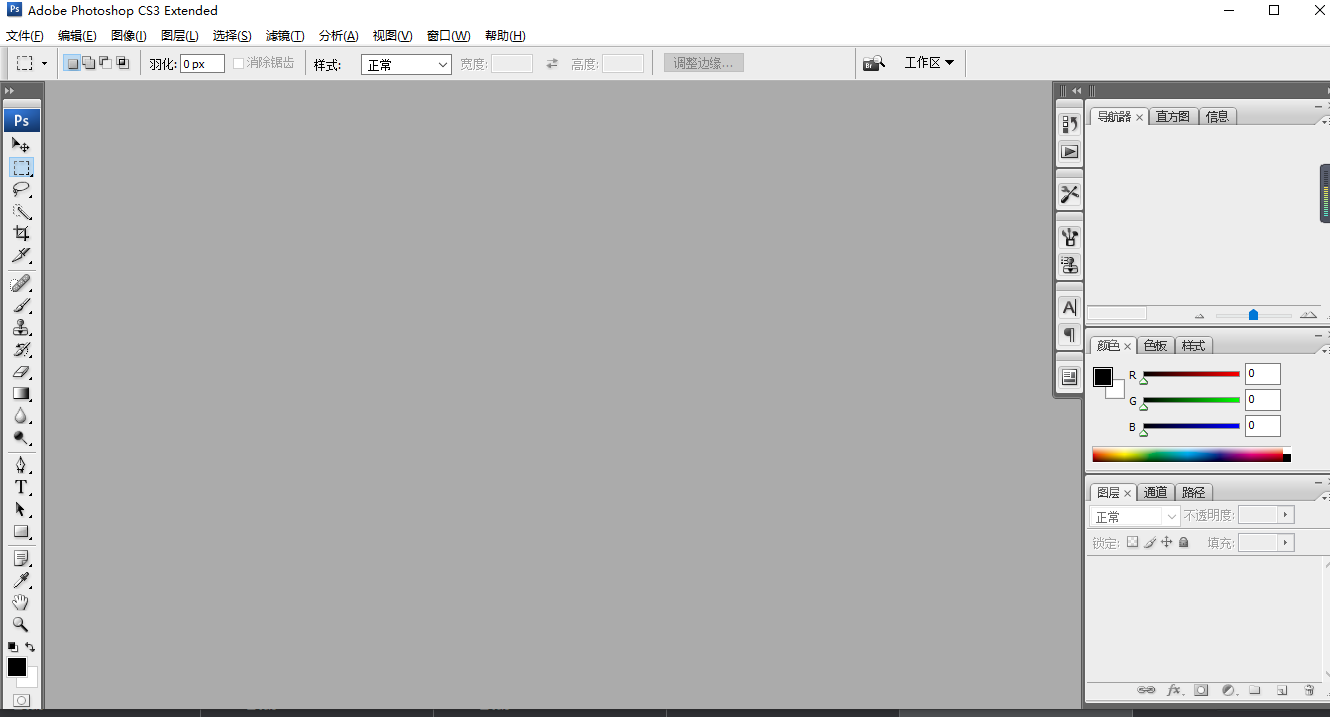 Ps Adobe Photoshop CS3 Extended
文件(F) 编辑(E) 图像(I) 图层(L) 选择(S) 滤镜(T) 分析(A) 视图(V) 窗口(W) 帮助(H)
羽化: 0 px 消除锯齿 样式: 正常 宽度: 高度: 调整边缘... Br 工作区
Ps
导航器 × 直方图 信息
T
A
颜色 × 色板 样式
R 0
G 0
B 0
图层 × 通道 路径
正常 不透明度:
锁定: 填充:
fx